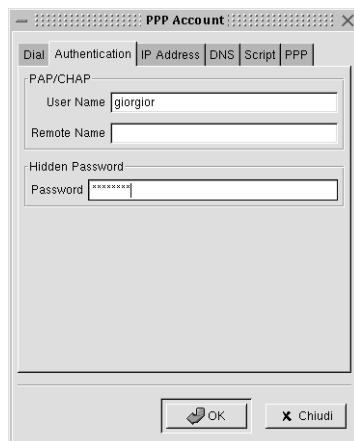 PPP Account
Dial Authentication IP Address DNS Script PPP
PAP/CHAP
User Name giorgior
Remote Name
Hidden Password
Password ********
OK Chiudi